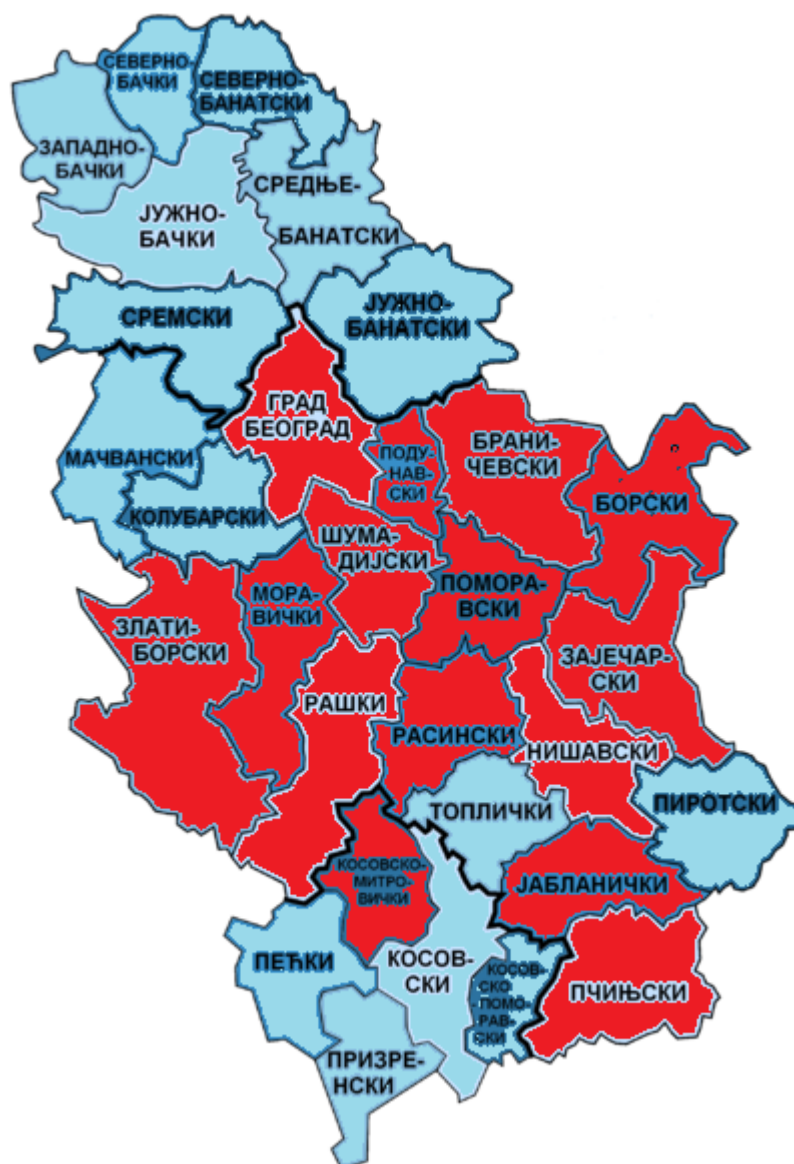 СЕВЕРНО-
БАЧКИ
СЕВЕРНО-
БАНАТСКИ
ЗАПАДНО-
БАЧКИ
ЈУЖНО-
БАЧКИ
СРЕДЊЕ-
БАНАТСКИ
СРЕМСКИ
ЈУЖНО-
БАНАТСКИ
ГРАД
БЕОГРАД
МАЧВАНСКИ
КОЛУБАРСКИ
ПОДУ-
НАВ-
СКИ
БРАНИ-
ЧЕВСКИ
БОРСКИ
ШУМА-
ДИЈСКИ
ЗЛАТИ-
БОРСКИ
МОРА-
ВИЧКИ
ПОМОРА-
ВСКИ
ЗАЈЕЧАР-
СКИ
РАШКИ
РАСИНСКИ
НИШАВСКИ
ТОПЛИЧКИ
ПИРОТСКИ
КОСОВСКО-
МИТРО-
ВИЧКИ
ЈАБЛАНИЧКИ
ПЕЋКИ
КОСОВ-
СКИ
КОСОВ-
СКО
-ПОМО-
РАВ-
СКИ
ПЧИЊСКИ
ПРИЗРЕ-
НСКИ